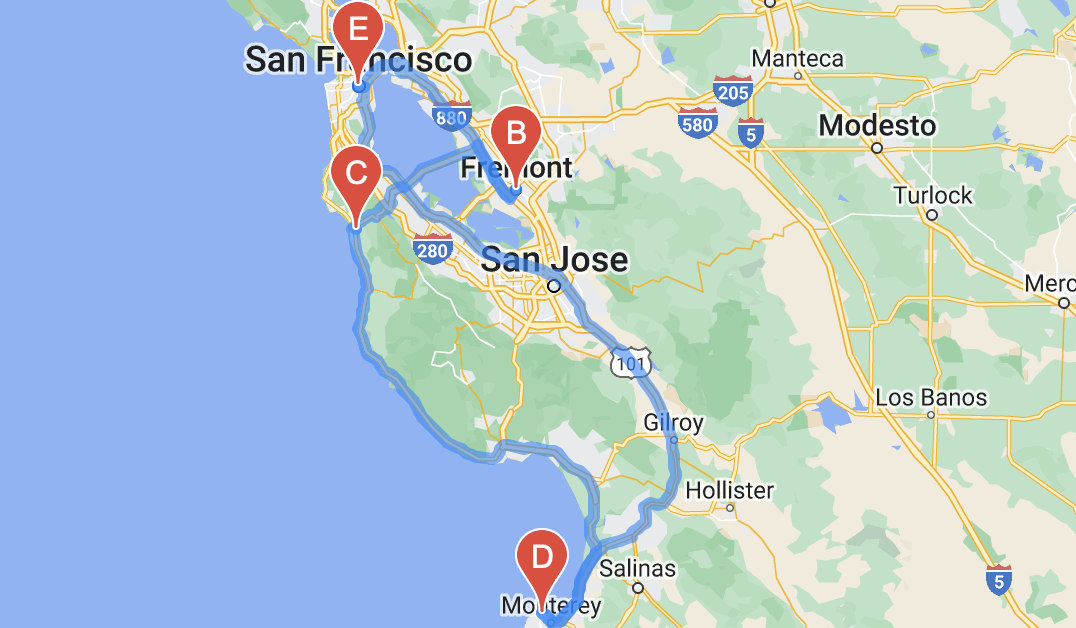 E
San Francisco
Manteca
205
880
580
5
B
Modesto
Fremont
C
Turlock
280
San Jose
Merc
101
Los Banos
Gilroy
Hollister
D
Salinas
5
Monterey